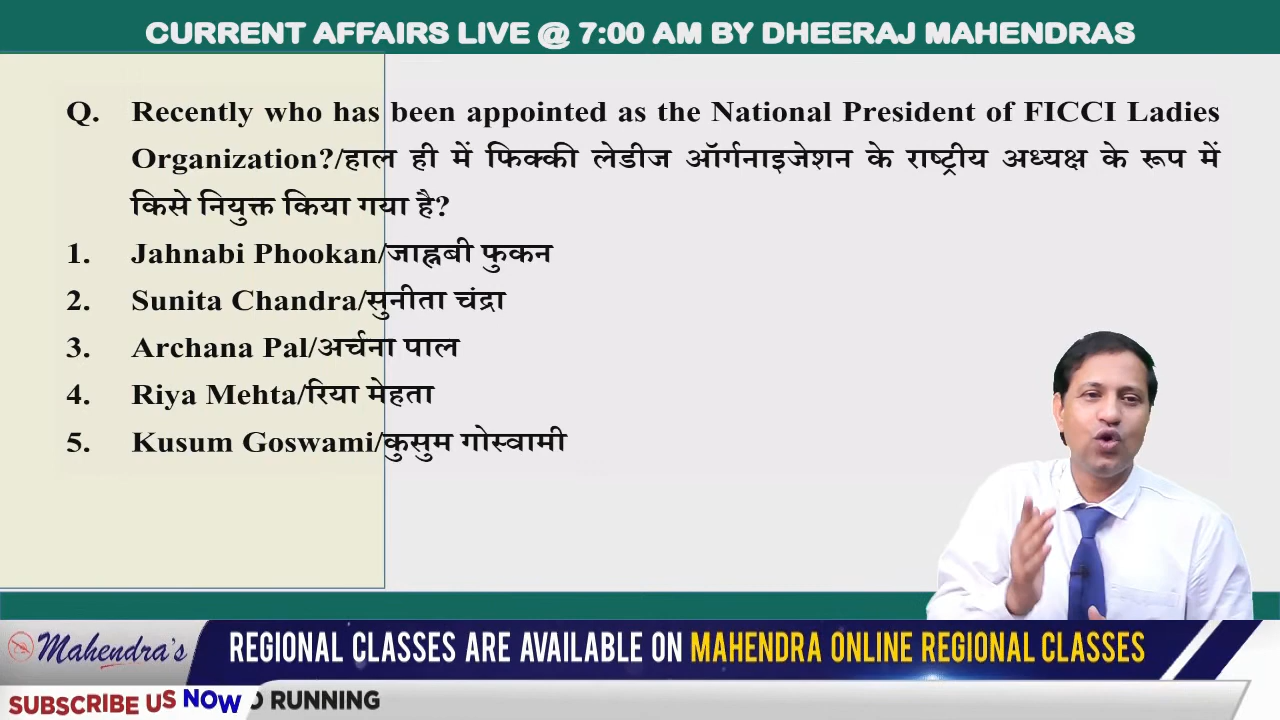 CURRENT AFFAIRS LIVE @ 7:00 AM BY DHEERAJ MAHENDRAS
Q. Recently who has been appointed as the National President of FICCI Ladies
Organization?/हाल ही में फिक्की लेडीज ऑर्गनाइजेशन के राष्ट्रीय अध्यक्ष के रूप में
किसे नियुक्त किया गया है?
1. Jahnabi Phookan/जाह्नबी फुकन
2. Sunita Chandra/सुनीता चंद्रा
3. Archana Pal/अर्चना पाल
4. Riya Mehta/रिया मेहता
5. Kusum Goswami/कुसुम गोस्वामी
Mahendra's
REGIONAL CLASSES ARE AVAILABLE ON MAHENDRA ONLINE REGIONAL CLASSES
SUBSCRIBE US NOW
RUNNING